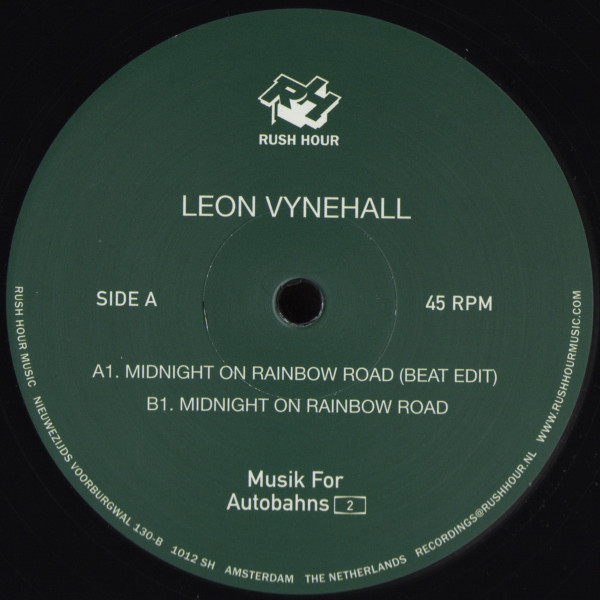 RH
RUSH HOUR
LEON VYNEHALL
SIDE A
45 RPM
A1. MIDNIGHT ON RAINBOW ROAD (BEAT EDIT)
B1. MIDNIGHT ON RAINBOW ROAD
Musik For
Autobahns 2
RUSH HOUR MUSIC NIEUWEZIJDS VOORBURGWAL 130-B 1012 SH AMSTERDAM THE NETHERLANDS RECORDINGS@RUSHHOUR.NL WWW.RUSHHOURMUSIC.COM